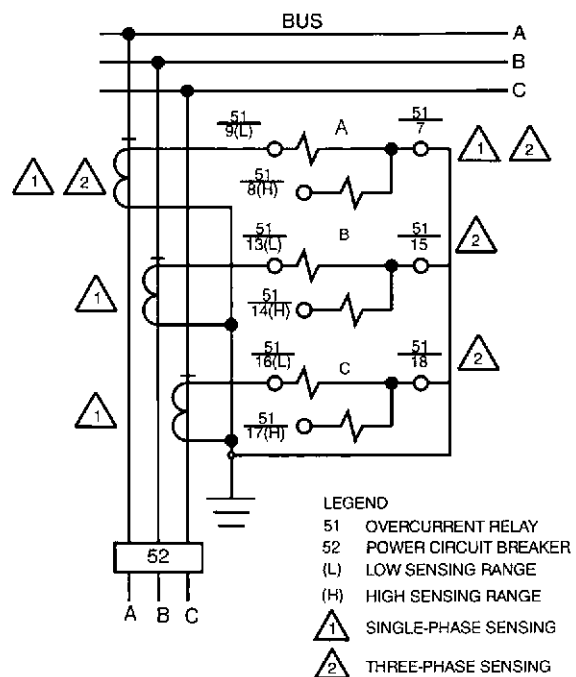 BUS
A
B
C
51
9(L)
A
51
7
1
2
1
2
51
8(H)
B
51
13(L)
51
15
2
1
51
14(H)
51
16(L)
C
51
18
2
1
51
17(H)
LEGEND
51 OVERCURRENT RELAY
52 POWER CIRCUIT BREAKER
(L) LOW SENSING RANGE
(H) HIGH SENSING RANGE
1 SINGLE-PHASE SENSING
2 THREE-PHASE SENSING
52
A B C